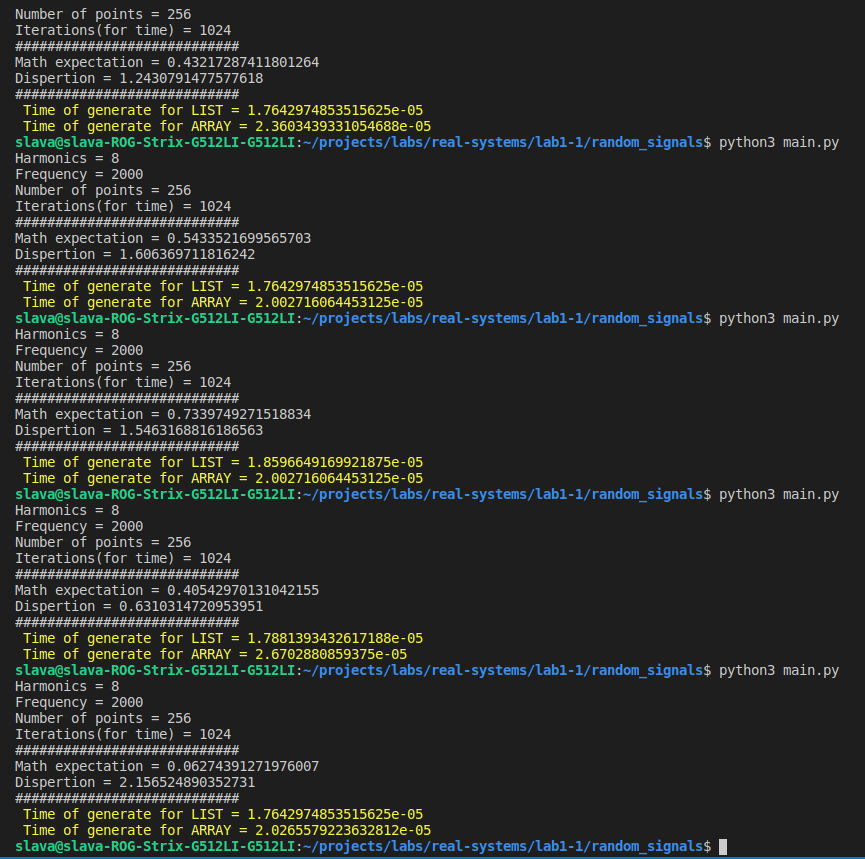 Number of points = 256
Iterations(for time) = 1024
############################
Math expectation = 0.43217287411801264
Dispertion = 1.2430791477577618
############################
Time of generate for LIST = 1.7642974853515625e-05
Time of generate for ARRAY = 2.3603439331054688e-05
slava@slava-ROG-Strix-G512LI-G512LI:~/projects/labs/real-systems/lab1-1/random_signals$ python3 main.py
Harmonics = 8
Frequency = 2000
Number of points = 256
Iterations(for time) = 1024
############################
Math expectation = 0.5433521699565703
Dispertion = 1.606369711816242
############################
Time of generate for LIST = 1.7642974853515625e-05
Time of generate for ARRAY = 2.002716064453125e-05
slava@slava-ROG-Strix-G512LI-G512LI:~/projects/labs/real-systems/lab1-1/random_signals$ python3 main.py
Harmonics = 8
Frequency = 2000
Number of points = 256
Iterations(for time) = 1024
############################
Math expectation = 0.7339749271518834
Dispertion = 1.5463168816186563
############################
Time of generate for LIST = 1.8596649169921875e-05
Time of generate for ARRAY = 2.002716064453125e-05
slava@slava-ROG-Strix-G512LI-G512LI:~/projects/labs/real-systems/lab1-1/random_signals$ python3 main.py
Harmonics = 8
Frequency = 2000
Number of points = 256
Iterations(for time) = 1024
############################
Math expectation = 0.40542970131042155
Dispertion = 0.6310314720953951
############################
Time of generate for LIST = 1.7881393432617188e-05
Time of generate for ARRAY = 2.6702880859375e-05
slava@slava-ROG-Strix-G512LI-G512LI:~/projects/labs/real-systems/lab1-1/random_signals$ python3 main.py
Harmonics = 8
Frequency = 2000
Number of points = 256
Iterations(for time) = 1024
############################
Math expectation = 0.06274391271976007
Dispertion = 2.156524890352731
############################
Time of generate for LIST = 1.7642974853515625e-05
Time of generate for ARRAY = 2.0265579223632812e-05
slava@slava-ROG-Strix-G512LI-G512LI:~/projects/labs/real-systems/lab1-1/random_signals$